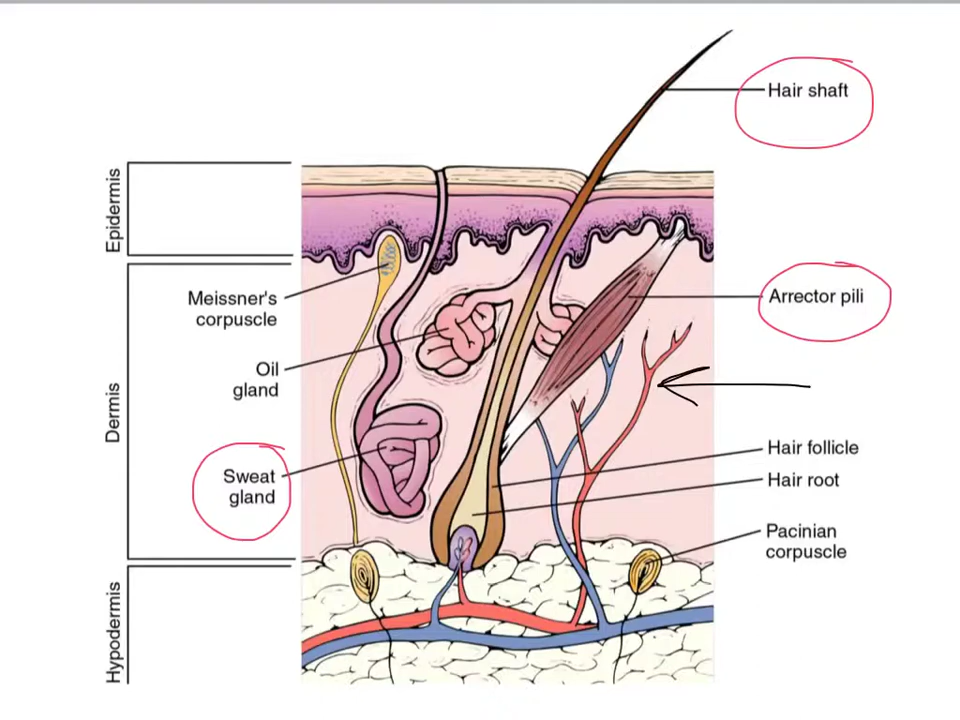 Hair shaft
Epidermis
Meissner's
corpuscle
Arrector pili
Oil
gland
Dermis
Sweat
gland
Hair follicle
Hair root
Pacinian
corpuscle
Hypodermis